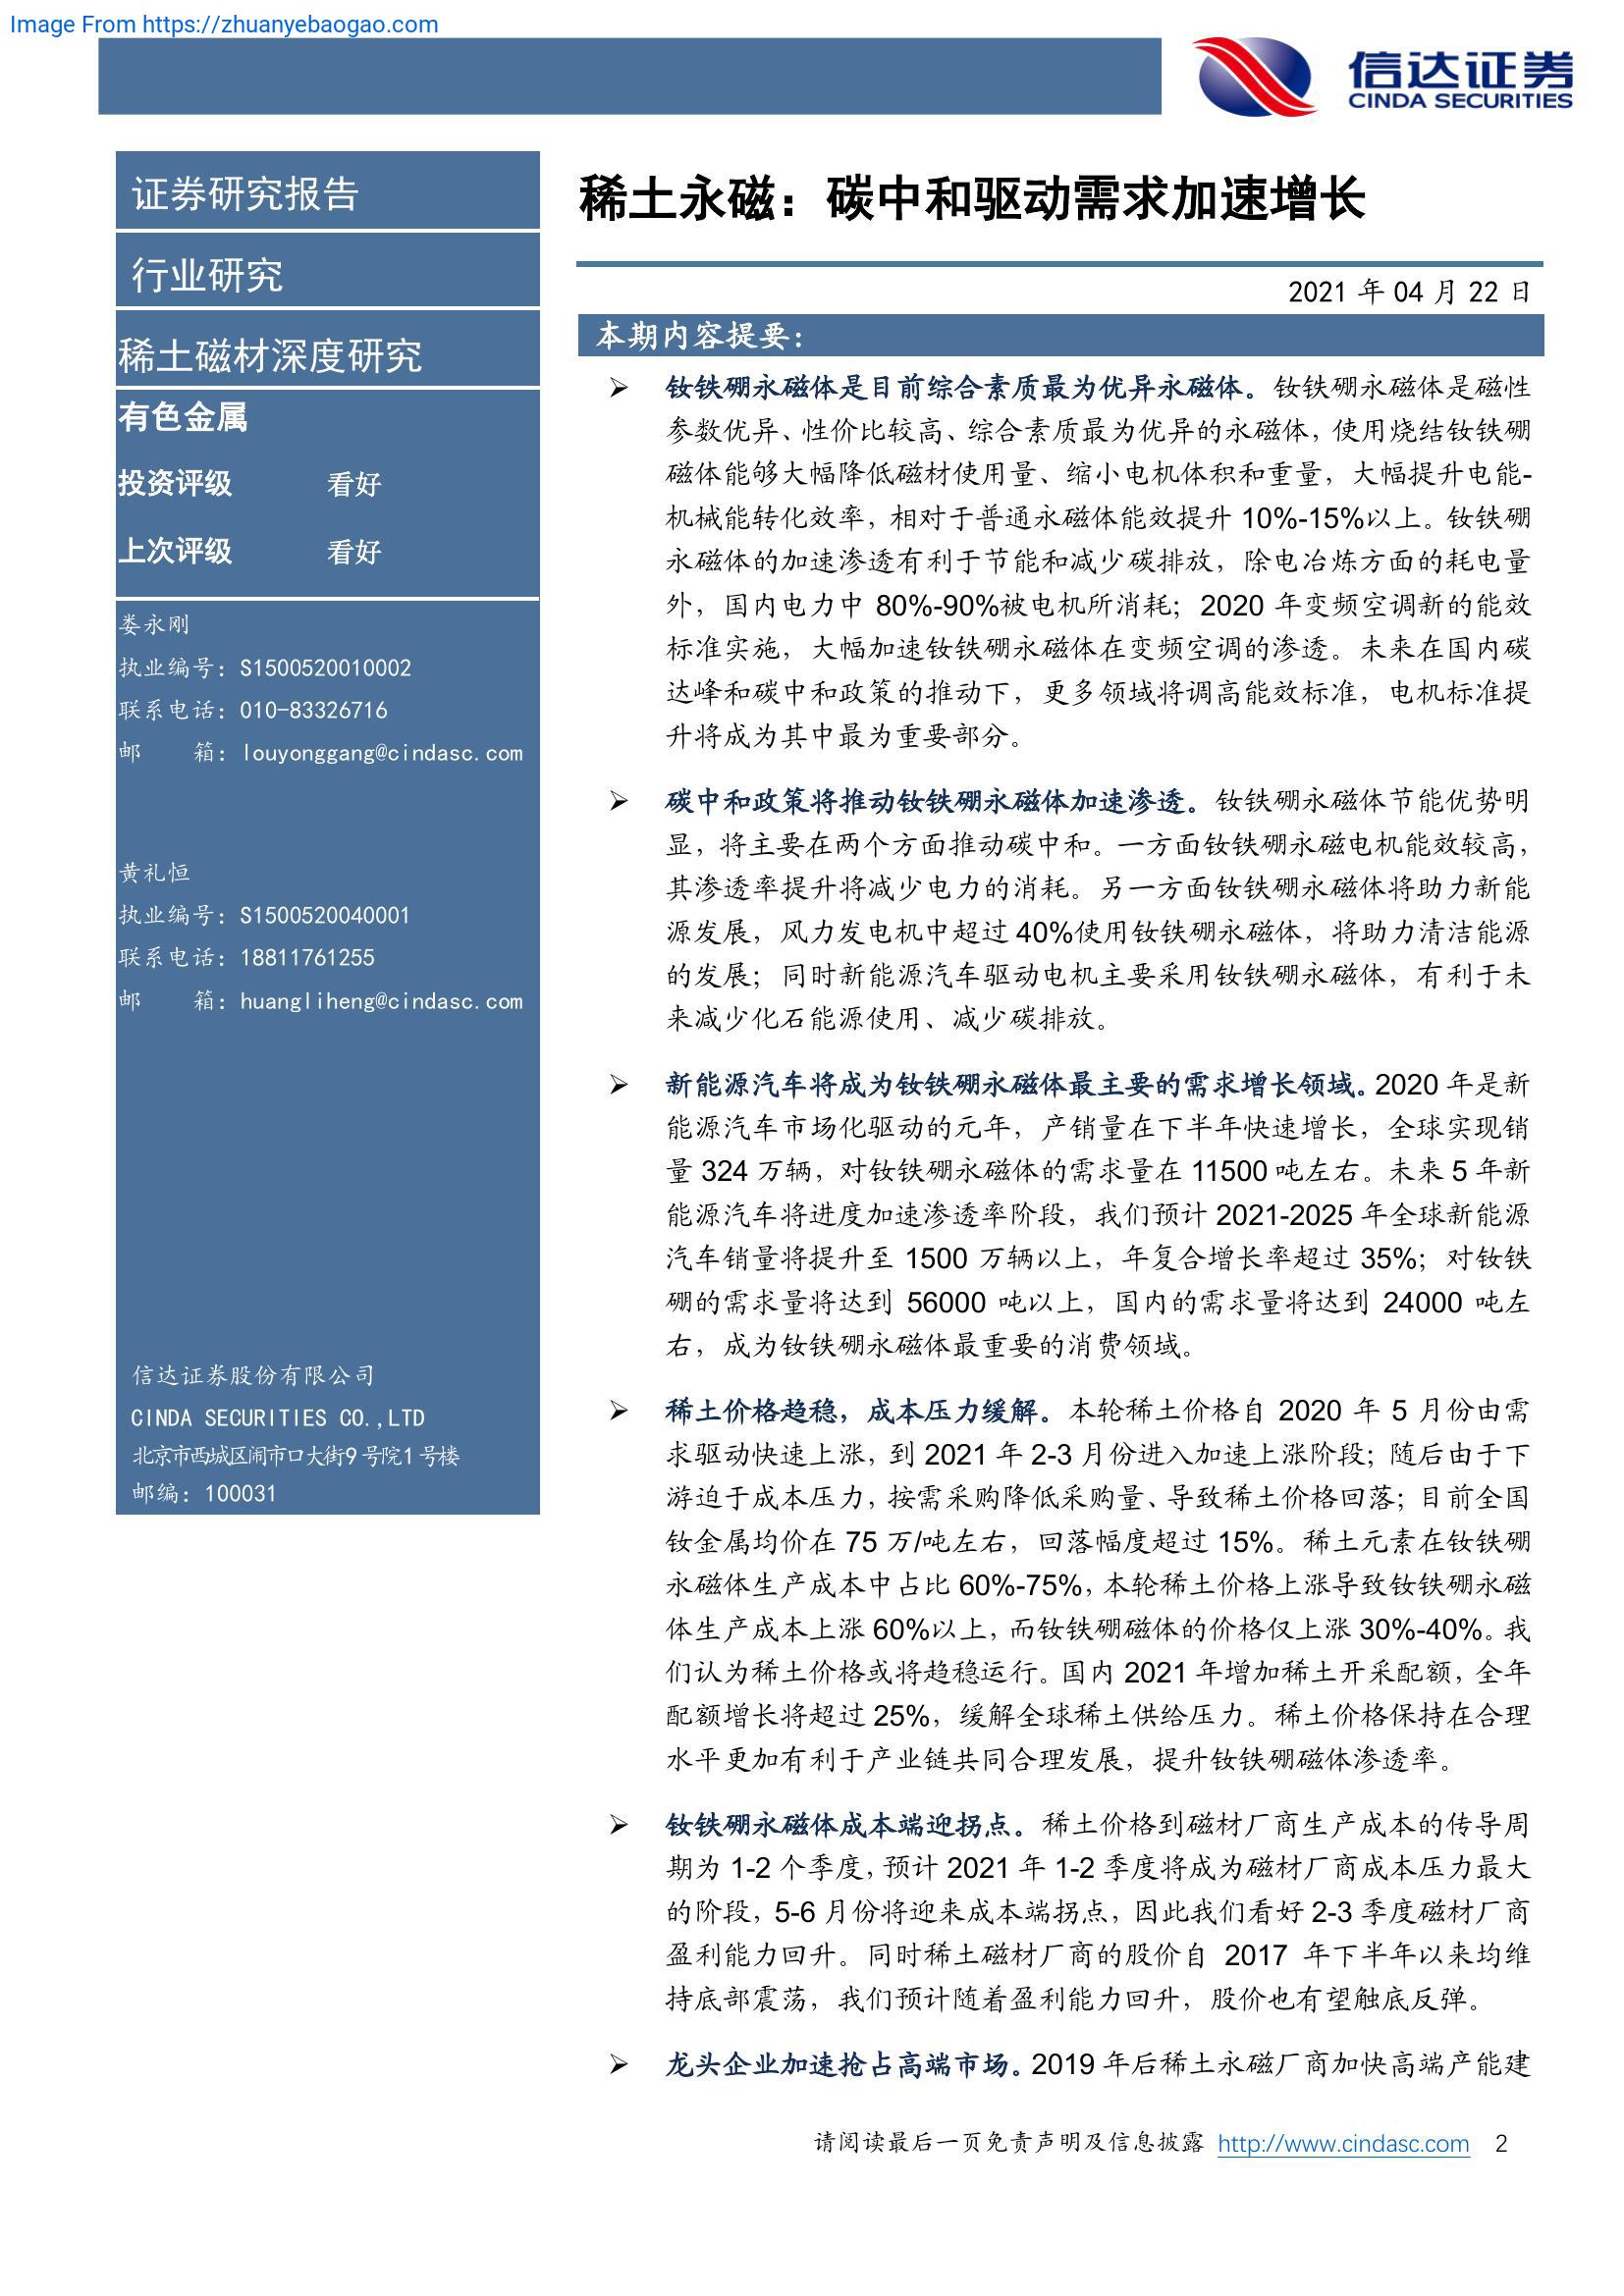 Image From https://zhuanyebaogao.com
信达证券
CINDA SECURITIES
证券研究报告
行业研究
稀土磁材深度研究
有色金属
投资评级 看好
上次评级 看好
娄永刚
执业编号：S1500520010002
联系电话：010-83326716
邮 箱：louyonggang@cindasc.com
黄礼恒
执业编号：S1500520040001
联系电话：18811761255
邮 箱：huangliheng@cindasc.com
信达证券股份有限公司
CINDA SECURITIES CO.,LTD
北京市西城区闹市口大街9号院1号楼
邮编：100031
稀土永磁：碳中和驱动需求加速增长
2021 年 04 月 22 日
本期内容提要：
➢ 钕铁硼永磁体是目前综合素质最为优异永磁体。钕铁硼永磁体是磁性
参数优异、性价比较高、综合素质最为优异的永磁体，使用烧结钕铁硼
磁体能够大幅降低磁材使用量、缩小电机体积和重量，大幅提升电能-
机械能转化效率，相对于普通永磁体能效提升 10%-15%以上。钕铁硼
永磁体的加速渗透有利于节能和减少碳排放，除电冶炼方面的耗电量
外，国内电力中 80%-90%被电机所消耗；2020 年变频空调新的能效
标准实施，大幅加速钕铁硼永磁体在变频空调的渗透。未来在国内碳
达峰和碳中和政策的推动下，更多领域将调高能效标准，电机标准提
升将成为其中最为重要部分。
➢ 碳中和政策将推动钕铁硼永磁体加速渗透。钕铁硼永磁体节能优势明
显，将主要在两个方面推动碳中和。一方面钕铁硼永磁电机能效较高，
其渗透率提升将减少电力的消耗。另一方面钕铁硼永磁体将助力新能
源发展，风力发电机中超过 40%使用钕铁硼永磁体，将助力清洁能源
的发展；同时新能源汽车驱动电机主要采用钕铁硼永磁体，有利于未
来减少化石能源使用、减少碳排放。
➢ 新能源汽车将成为钕铁硼永磁体最主要的需求增长领域。2020 年是新
能源汽车市场化驱动的元年，产销量在下半年快速增长，全球实现销
量 324 万辆，对钕铁硼永磁体的需求量在 11500 吨左右。未来 5 年新
能源汽车将进度加速渗透率阶段，我们预计 2021-2025 年全球新能源
汽车销量将提升至 1500 万辆以上，年复合增长率超过 35%；对钕铁
硼的需求量将达到 56000 吨以上，国内的需求量将达到 24000 吨左
右，成为钕铁硼永磁体最重要的消费领域。
➢ 稀土价格趋稳，成本压力缓解。本轮稀土价格自 2020 年 5 月份由需
求驱动快速上涨，到 2021 年 2-3 月份进入加速上涨阶段；随后由于下
游迫于成本压力，按需采购降低采购量、导致稀土价格回落；目前全国
钕金属均价在 75 万/吨左右，回落幅度超过 15%。稀土元素在钕铁硼
永磁体生产成本中占比 60%-75%，本轮稀土价格上涨导致钕铁硼永磁
体生产成本上涨 60%以上，而钕铁硼磁体的价格仅上涨 30%-40%。我
们认为稀土价格或将趋稳运行。国内 2021 年增加稀土开采配额，全年
配额增长将超过 25%，缓解全球稀土供给压力。稀土价格保持在合理
水平更加有利于产业链共同合理发展，提升钕铁硼磁体渗透率。
➢ 钕铁硼永磁体成本端迎拐点。稀土价格到磁材厂商生产成本的传导周
期为 1-2 个季度，预计 2021 年 1-2 季度将成为磁材厂商成本压力最大
的阶段，5-6 月份将迎来成本端拐点，因此我们看好 2-3 季度磁材厂商
盈利能力回升。同时稀土磁材厂商的股价自 2017 年下半年以来均维
持底部震荡，我们预计随着盈利能力回升，股价也有望触底反弹。
➢ 龙头企业加速抢占高端市场。2019 年后稀土永磁厂商加快高端产能建
请阅读最后一页免责声明及信息披露 http://www.cindasc.com 2